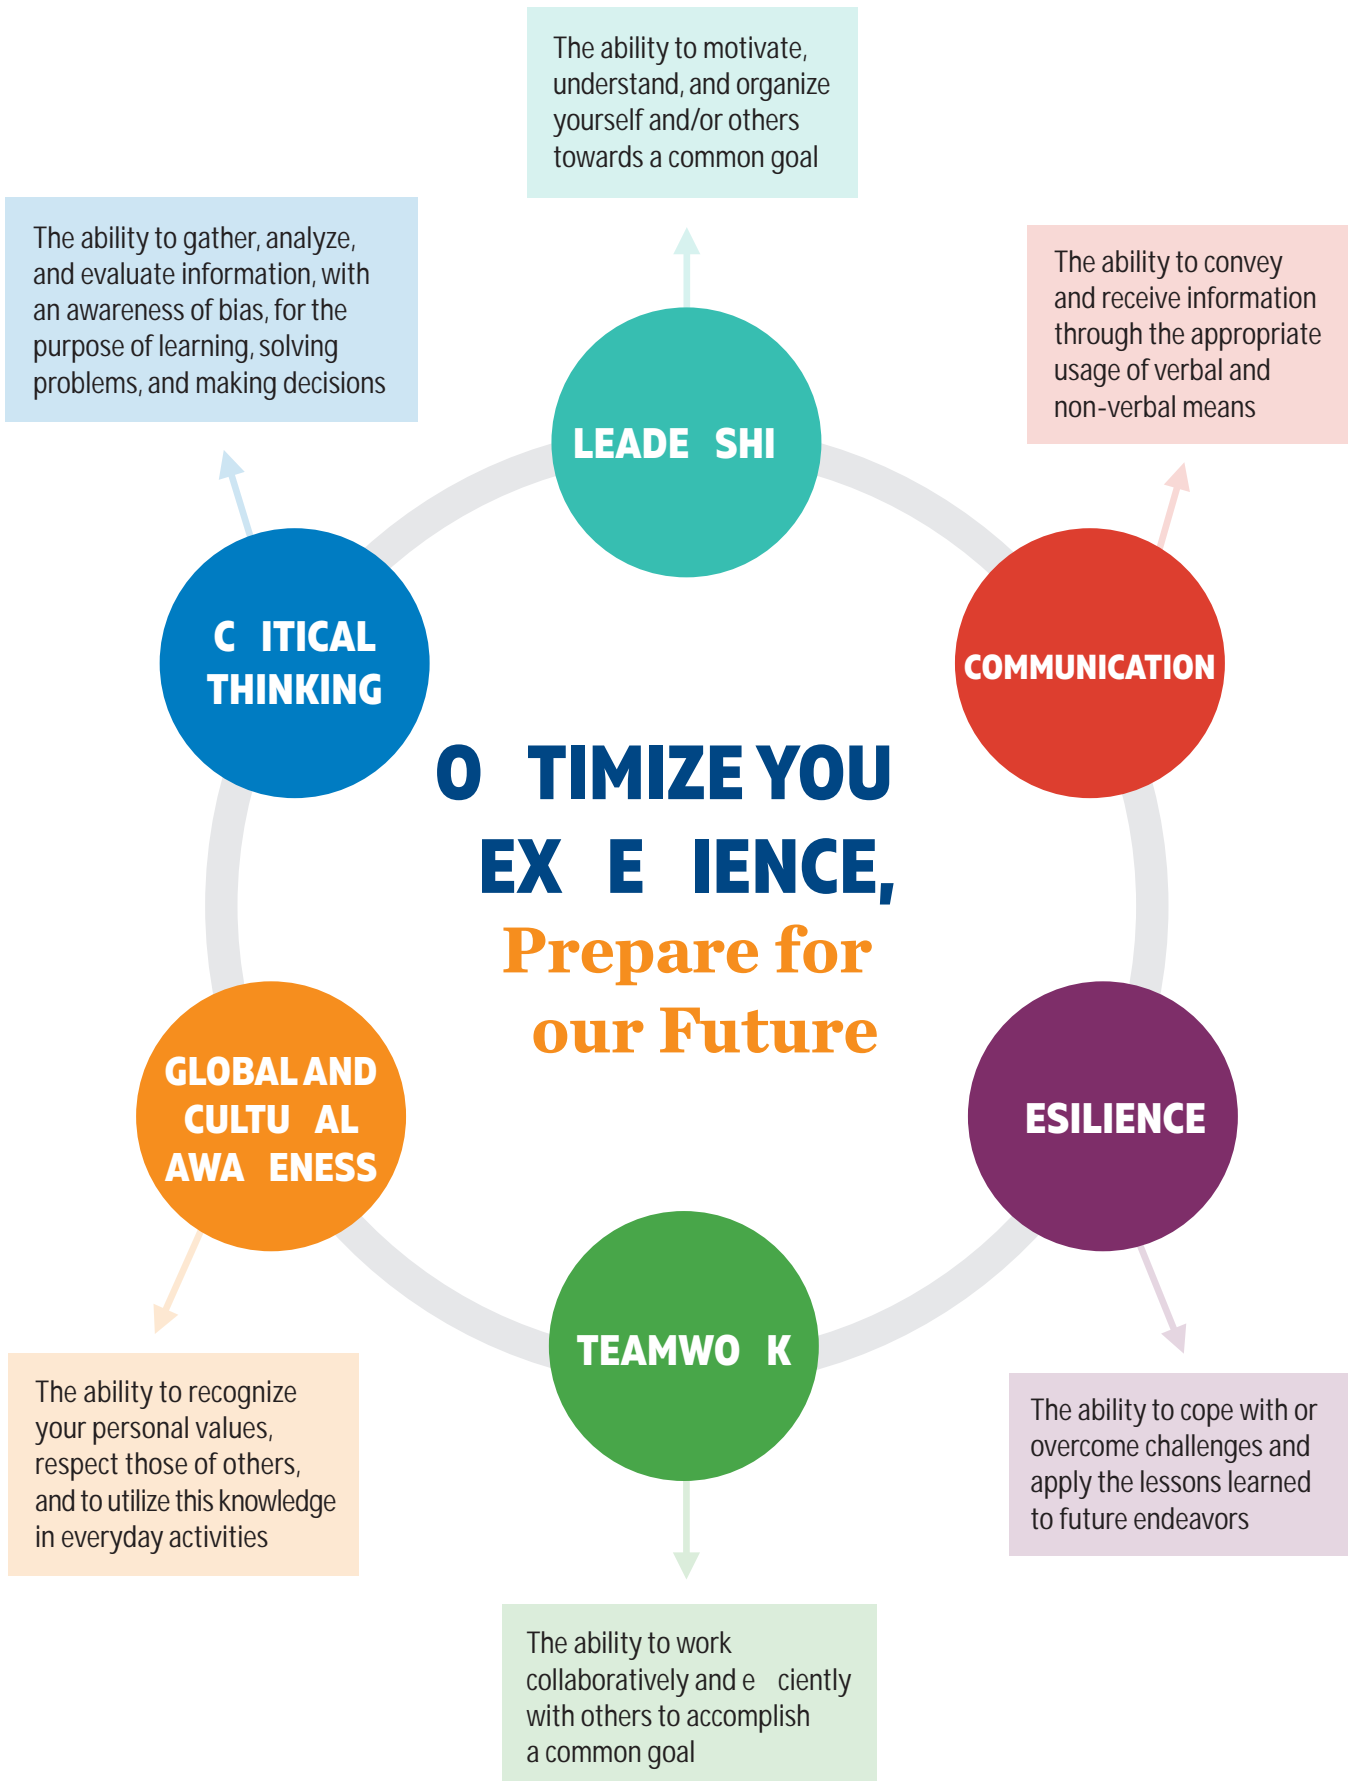 The ability to motivate,
understand, and organize
yourself and/or others
towards a common goal
The ability to gather, analyze,
and evaluate information, with
an awareness of bias, for the
purpose of learning, solving
problems, and making decisions
The ability to convey
and receive information
through the appropriate
usage of verbal and
non-verbal means
LEADE SHI
C ITICAL
THINKING
COMMUNICATION
O TIMIZE YOU
EX E IENCE,
Prepare for
our Future
GLOBAL AND
CULTU AL
AWA ENESS
ESILIENCE
TEAMWO K
The ability to recognize
your personal values,
respect those of others,
and to utilize this knowledge
in everyday activities
The ability to cope with or
overcome challenges and
apply the lessons learned
to future endeavors
The ability to work
collaboratively and e ciently
with others to accomplish
a common goal